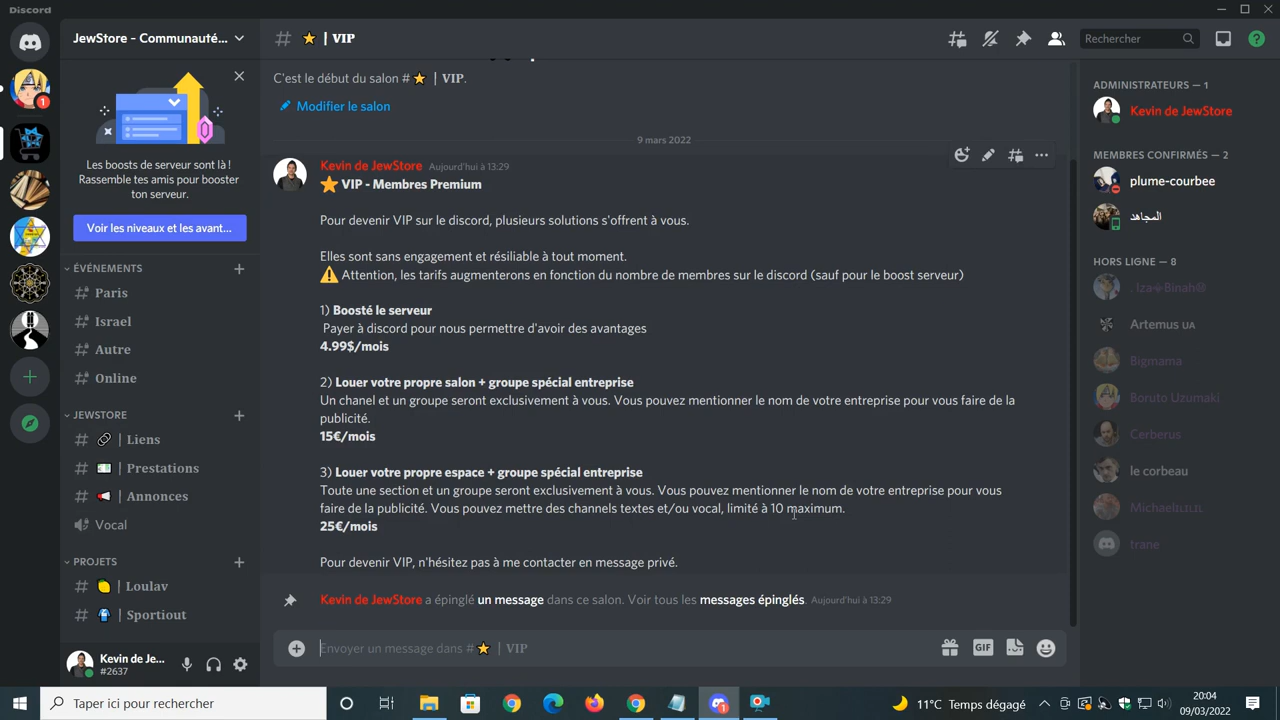 Discord
JewStore – Communauté...
Les boosts de serveur sont là !
Rassemble tes amis pour booster
ton serveur.
Voir les niveaux et les avant...
ÉVÉNEMENTS
Paris
Israel
Autre
Online
JEWSTORE
| Liens
| Prestations
| Annonces
Vocal
PROJETS
| Loulav
| Sportiout
Kevin de Je...
#2637
# ⭐ | VIP
Rechercher
C'est le début du salon # ⭐ | VIP.
Modifier le salon
9 mars 2022
Kevin de JewStore Aujourd'hui à 13:29
⭐ VIP - Membres Premium
Pour devenir VIP sur le discord, plusieurs solutions s'offrent à vous.
Elles sont sans engagement et résiliable à tout moment.
⚠️ Attention, les tarifs augmenterons en fonction du nombre de membres sur le discord (sauf pour le boost serveur)
1) Boosté le serveur
Payer à discord pour nous permettre d'avoir des avantages
4.99$/mois
2) Louer votre propre salon + groupe spécial entreprise
Un chanel et un groupe seront exclusivement à vous. Vous pouvez mentionner le nom de votre entreprise pour vous faire de la
publicité.
15€/mois
3) Louer votre propre espace + groupe spécial entreprise
Toute une section et un groupe seront exclusivement à vous. Vous pouvez mentionner le nom de votre entreprise pour vous
faire de la publicité. Vous pouvez mettre des channels textes et/ou vocal, limité à 10 maximum.
25€/mois
Pour devenir VIP, n'hésitez pas à me contacter en message privé.
Kevin de JewStore a épinglé un message dans ce salon. Voir tous les messages épinglés. Aujourd'hui à 13:29
Envoyer un message dans # ⭐ | VIP
GIF
ADMINISTRATEURS — 1
Kevin de JewStore
MEMBRES CONFIRMÉS — 2
plume-courbee
المجاهد
HORS LIGNE — 8
Artemus UA
Bigmama
Boruto Uzumaki
Cerberus
le corbeau
Irane
Taper ici pour rechercher
11°C Temps dégagé
20:04
09/03/2022